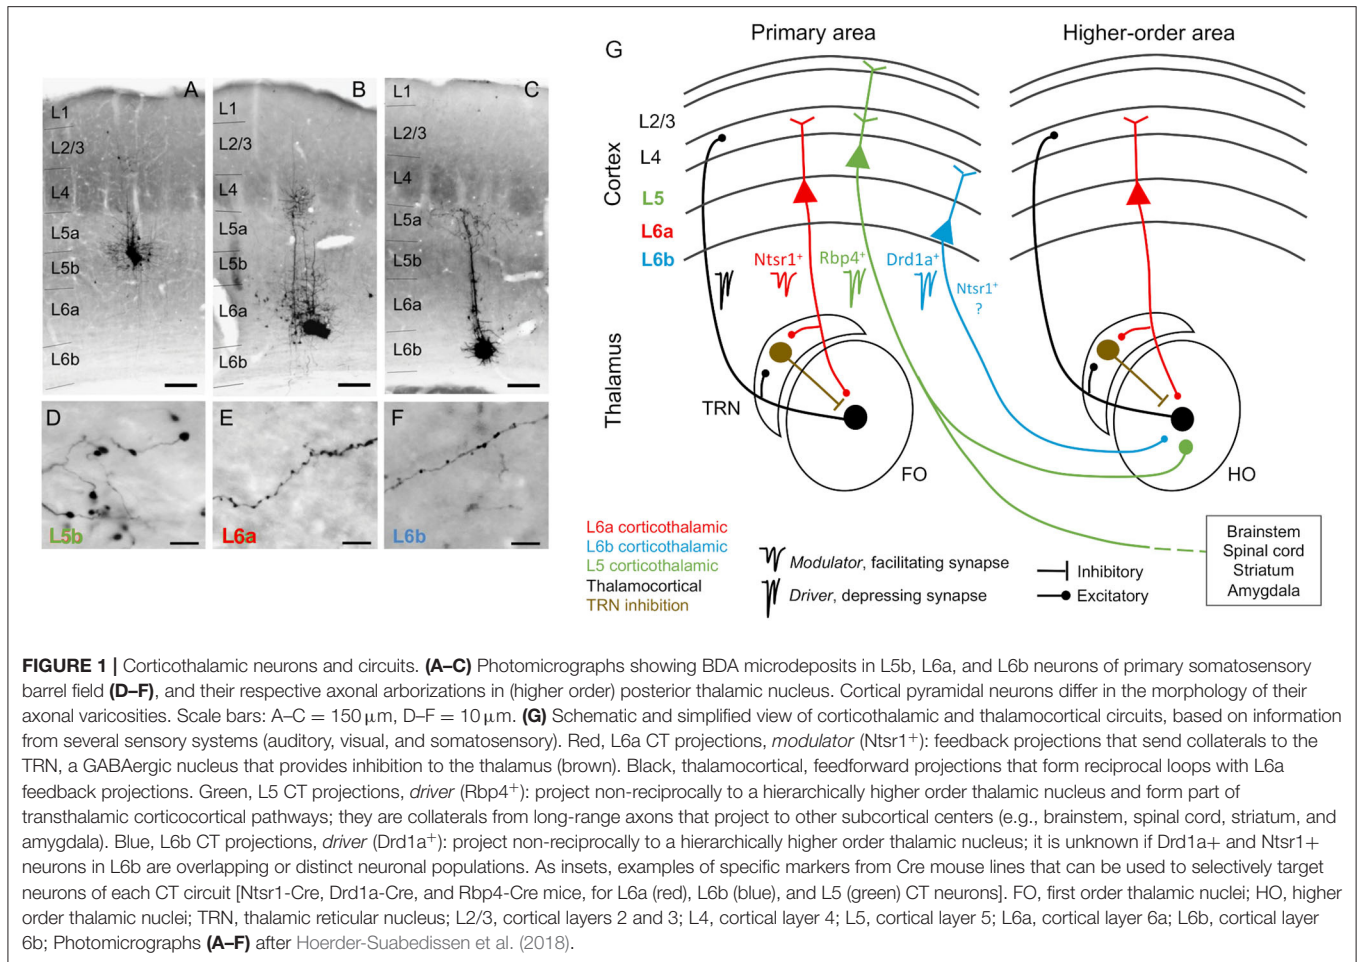 A
L1
L2/3
L4
L5a
L5b
L6a
L6b
B
L1
L2/3
L4
L5a
L5b
L6a
L6b
C
L1
L2/3
L4
L5a
L5b
L6a
L6b
D
L5b
E
L6a
F
L6b
G
Primary area
Higher-order area
Cortex
L2/3
L4
L5
L6a
L6b
Ntsr1⁺
Rbp4⁺
Drd1a⁺
Ntsr1⁺
?
Thalamus
TRN
FO
HO
L6a corticothalamic
L6b corticothalamic
L5 corticothalamic
Thalamocortical
TRN inhibition
Modulator, facilitating synapse
Driver, depressing synapse
Inhibitory
Excitatory
Brainstem
Spinal cord
Striatum
Amygdala
FIGURE 1 | Corticothalamic neurons and circuits. (A–C) Photomicrographs showing BDA microdeposits in L5b, L6a, and L6b neurons of primary somatosensory
barrel field (D–F), and their respective axonal arborizations in (higher order) posterior thalamic nucleus. Cortical pyramidal neurons differ in the morphology of their
axonal varicosities. Scale bars: A–C = 150 μm, D–F = 10 μm. (G) Schematic and simplified view of corticothalamic and thalamocortical circuits, based on information
from several sensory systems (auditory, visual, and somatosensory). Red, L6a CT projections, modulator (Ntsr1⁺): feedback projections that send collaterals to the
TRN, a GABAergic nucleus that provides inhibition to the thalamus (brown). Black, thalamocortical, feedforward projections that form reciprocal loops with L6a
feedback projections. Green, L5 CT projections, driver (Rbp4⁺): project non-reciprocally to a hierarchically higher order thalamic nucleus and form part of
transthalamic corticocortical pathways; they are collaterals from long-range axons that project to other subcortical centers (e.g., brainstem, spinal cord, striatum, and
amygdala). Blue, L6b CT projections, driver (Drd1a⁺): project non-reciprocally to a hierarchically higher order thalamic nucleus; it is unknown if Drd1a+ and Ntsr1+
neurons in L6b are overlapping or distinct neuronal populations. As insets, examples of specific markers from Cre mouse lines that can be used to selectively target
neurons of each CT circuit [Ntsr1-Cre, Drd1a-Cre, and Rbp4-Cre mice, for L6a (red), L6b (blue), and L5 (green) CT neurons]. FO, first order thalamic nuclei; HO, higher
order thalamic nuclei; TRN, thalamic reticular nucleus; L2/3, cortical layers 2 and 3; L4, cortical layer 4; L5, cortical layer 5; L6a, cortical layer 6a; L6b, cortical layer
6b; Photomicrographs (A–F) after Hoerder-Suabedissen et al. (2018).